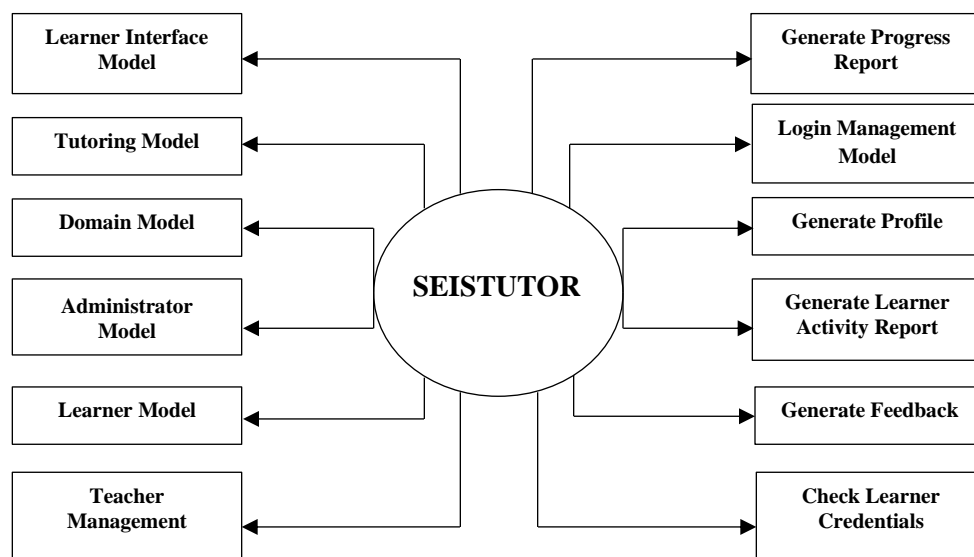 Learner Interface
Model
Tutoring Model
Domain Model
Administrator
Model
Learner Model
Teacher
Management
SEISTUTOR
Generate Progress
Report
Login Management
Model
Generate Profile
Generate Learner
Activity Report
Generate Feedback
Check Learner
Credentials